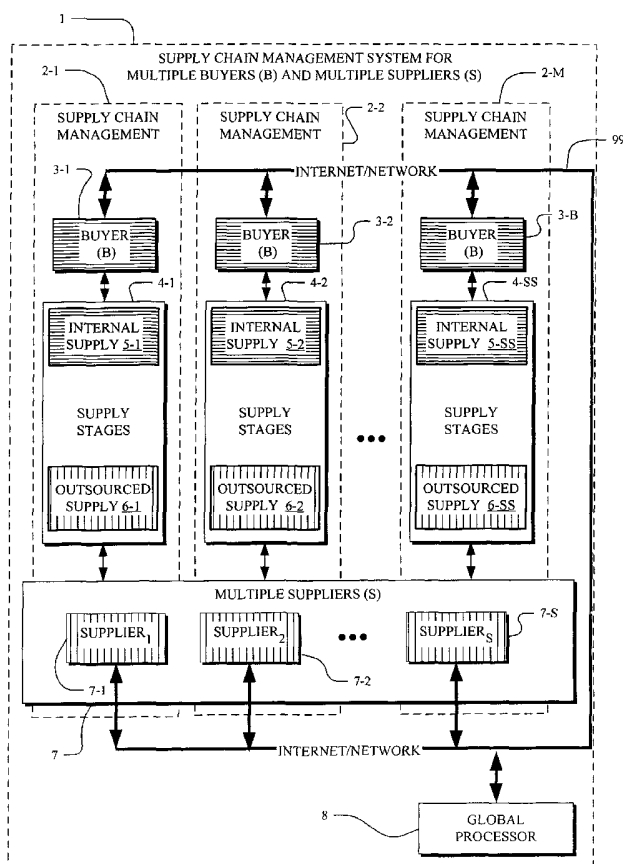 1
SUPPLY CHAIN MANAGEMENT SYSTEM FOR
MULTIPLE BUYERS (B) AND MULTIPLE SUPPLIERS (S)
2-1
2-2
2-M
SUPPLY CHAIN
MANAGEMENT
SUPPLY CHAIN
MANAGEMENT
SUPPLY CHAIN
MANAGEMENT
99
INTERNET/NETWORK
3-1
3-2
3-B
BUYER
(B)
BUYER
(B)
BUYER
(B)
4-1
4-2
4-SS
INTERNAL
SUPPLY 5-1
INTERNAL
SUPPLY 5-2
INTERNAL
SUPPLY 5-SS
SUPPLY
STAGES
SUPPLY
STAGES
SUPPLY
STAGES
OUTSOURCED
SUPPLY 6-1
OUTSOURCED
SUPPLY 6-2
OUTSOURCED
SUPPLY 6-SS
MULTIPLE SUPPLIERS (S)
SUPPLIER1
SUPPLIER2
SUPPLIERS
7-S
7-1
7-2
7
INTERNET/NETWORK
8
GLOBAL
PROCESSOR